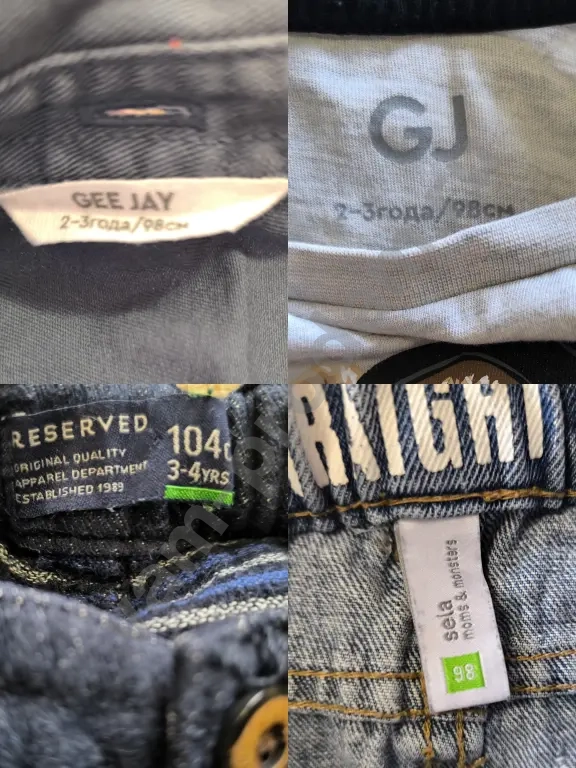 GEE JAY
2-3года/98см
GJ
2-3года/98см
RESERVED
ORIGINAL QUALITY
APPAREL DEPARTMENT
ESTABLISHED 1989
104
3-4YRS
RIGHT
sela
moms & monsters
98